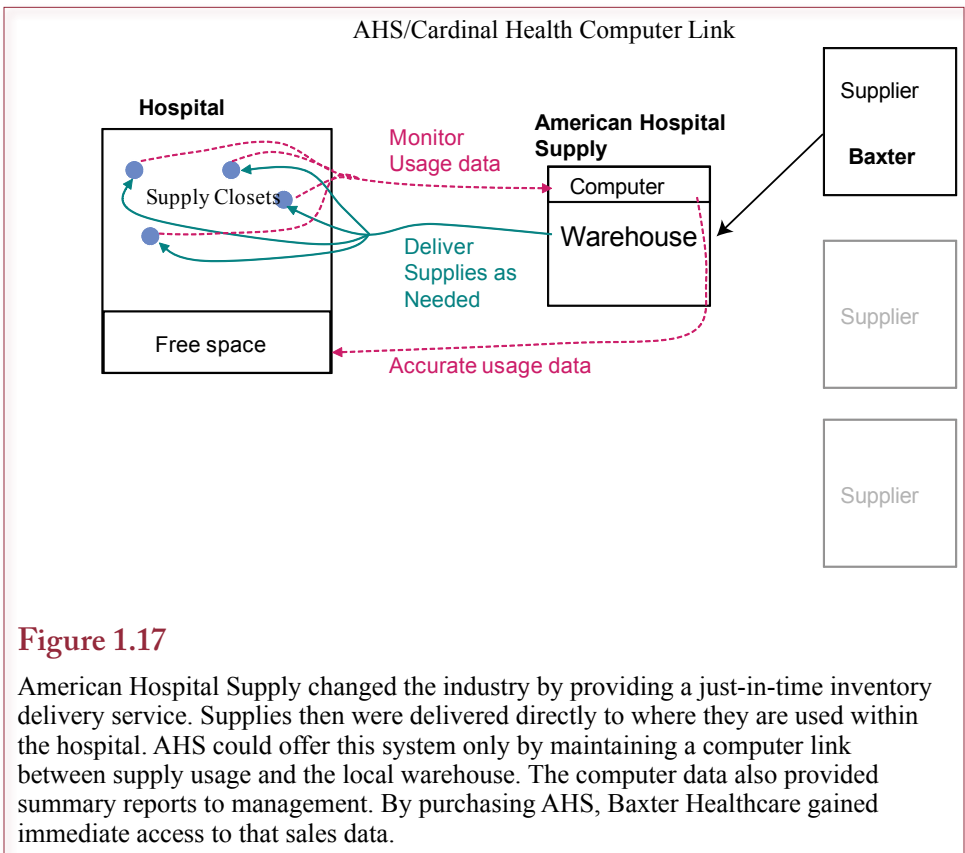 AHS/Cardinal Health Computer Link
Hospital
Supply Closets
Free space
Monitor
Usage data
Deliver
Supplies as
Needed
Accurate usage data
American Hospital
Supply
Computer
Warehouse
Supplier
Baxter
Supplier
Supplier
Figure 1.17
American Hospital Supply changed the industry by providing a just-in-time inventory
delivery service. Supplies then were delivered directly to where they are used within
the hospital. AHS could offer this system only by maintaining a computer link
between supply usage and the local warehouse. The computer data also provided
summary reports to management. By purchasing AHS, Baxter Healthcare gained
immediate access to that sales data.